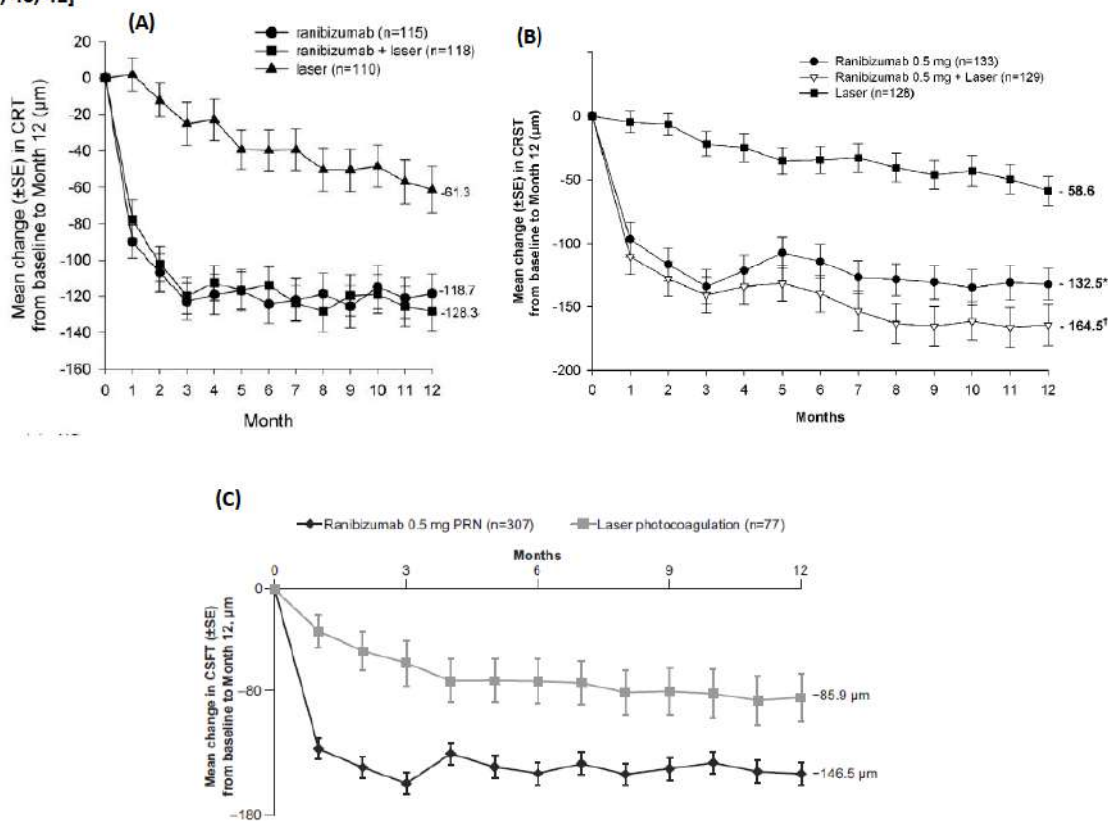 (A)
ranibizumab (n=115)
ranibizumab + laser (n=118)
laser (n=110)
Mean change (±SE) in CRT
from baseline to Month 12 (µm)
20
0
-20
-40
-60
-80
-100
-120
-140
-160
-61.3
-118.7
-128.3
0 1 2 3 4 5 6 7 8 9 10 11 12
Month
(B)
Ranibizumab 0.5 mg (n=133)
Ranibizumab 0.5 mg + Laser (n=129)
Laser (n=128)
Mean change (±SE) in CRST
from baseline to Month 12 (µm)
0
-50
-100
-150
-200
- 58.6
- 132.5*
- 164.5†
0 1 2 3 4 5 6 7 8 9 10 11 12
Months
(C)
Ranibizumab 0.5 mg PRN (n=307) Laser photocoagulation (n=77)
Months
0 3 6 9 12
Mean change in CSFT (±SE)
from baseline to Month 12, µm
0
−80
−180
−85.9 µm
−146.5 µm